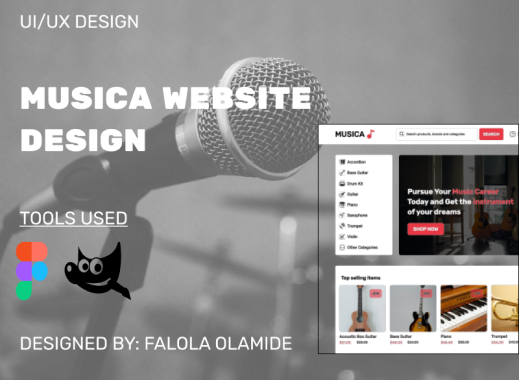 UI/UX DESIGN
MUSICA WEBSITE
DESIGN
TOOLS USED
DESIGNED BY: FALOLA OLAMIDE
MUSICA
Search products, brands and categories
SEARCH
Accordion
Bass Guitar
Drum Kit
Guitar
Piano
Saxophone
Trumpet
Violin
Other Categories
Pursue Your Music Career
Today and Get the instrument
of your dreams
SHOP NOW
Top selling items
Acoustic Box Guitar
Bass Guitar
Piano
Trumpet